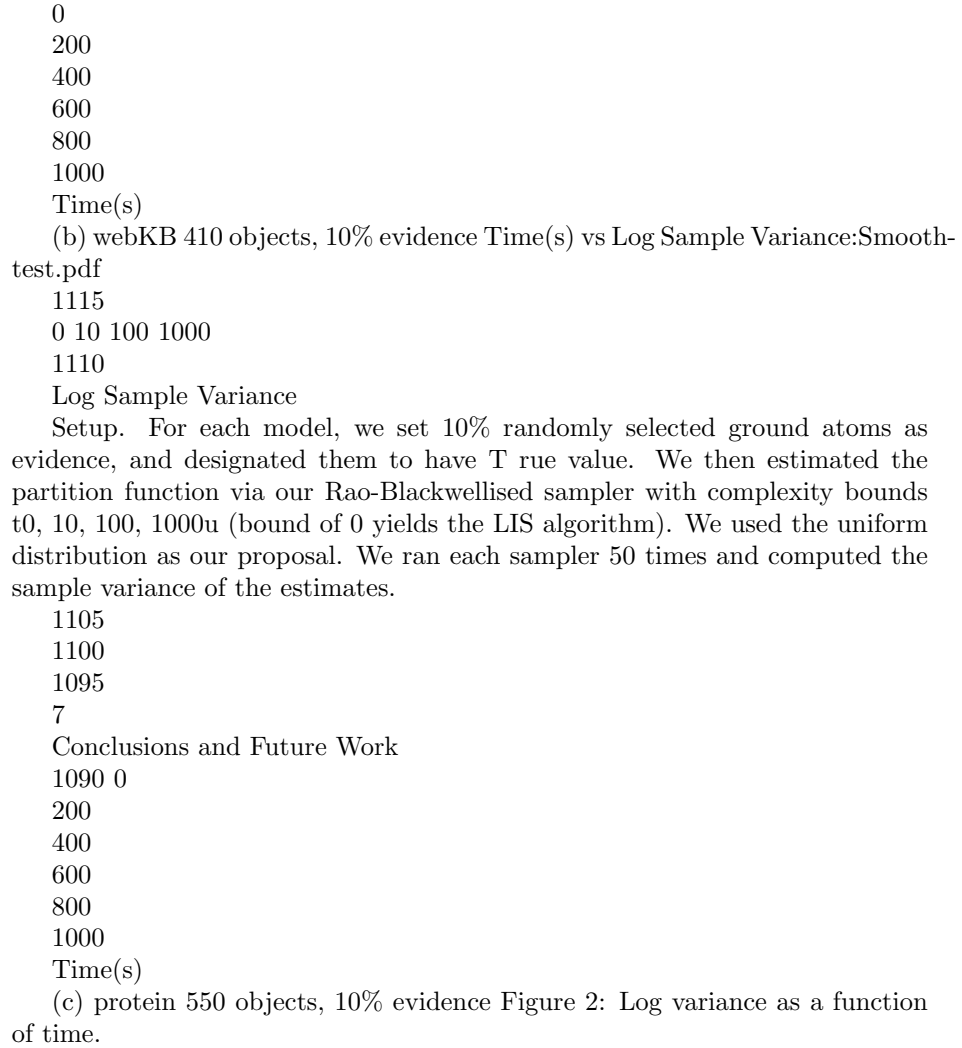 0
200
400
600
800
1000
Time(s)
(b) webKB 410 objects, 10% evidence Time(s) vs Log Sample Variance:Smooth-
test.pdf
1115
0 10 100 1000
1110
Log Sample Variance
Setup. For each model, we set 10% randomly selected ground atoms as
evidence, and designated them to have T rue value. We then estimated the
partition function via our Rao-Blackwellised sampler with complexity bounds
t0, 10, 100, 1000u (bound of 0 yields the LIS algorithm). We used the uniform
distribution as our proposal. We ran each sampler 50 times and computed the
sample variance of the estimates.
1105
1100
1095
7
Conclusions and Future Work
1090 0
200
400
600
800
1000
Time(s)
(c) protein 550 objects, 10% evidence Figure 2: Log variance as a function
of time.